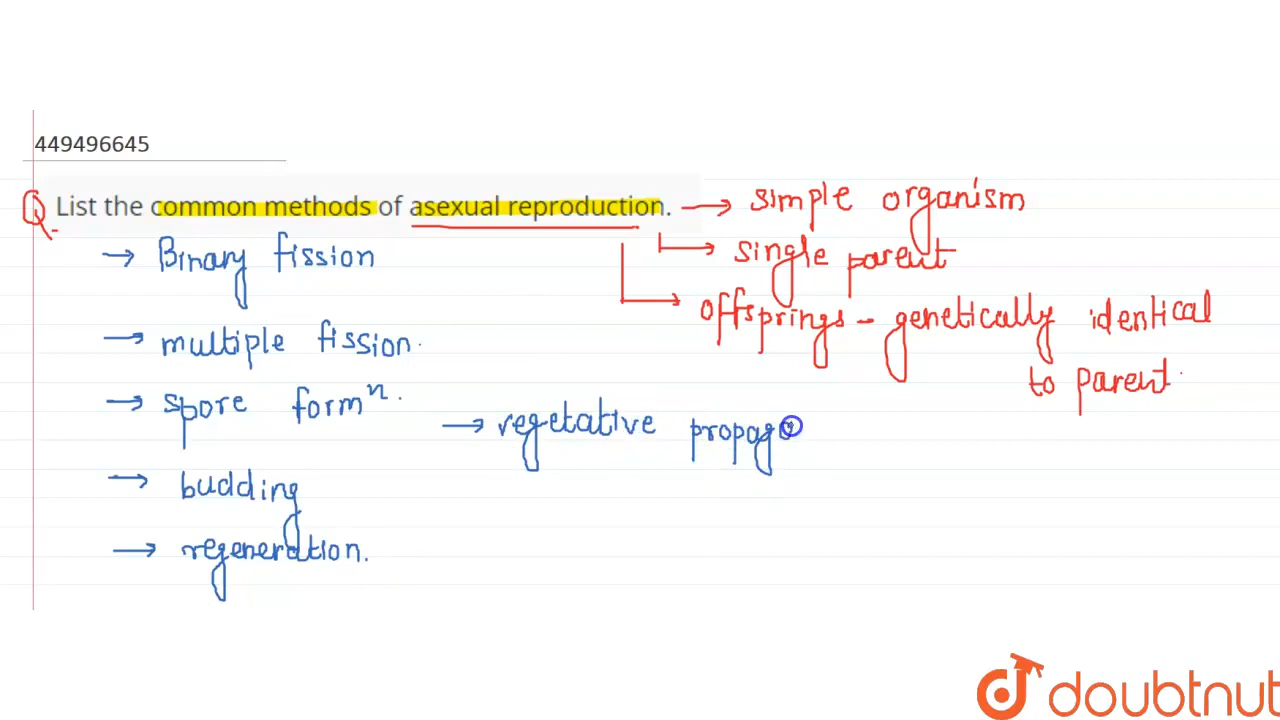 449496645
Q List the common methods of asexual reproduction. → simple organism
→ Binary fission
→ single parent
offsprings - genetically identical
to parent.
→ multiple fission.
→ spore formⁿ.
→ vegetative propaga
→ budding
→ regeneration.
doubtnut